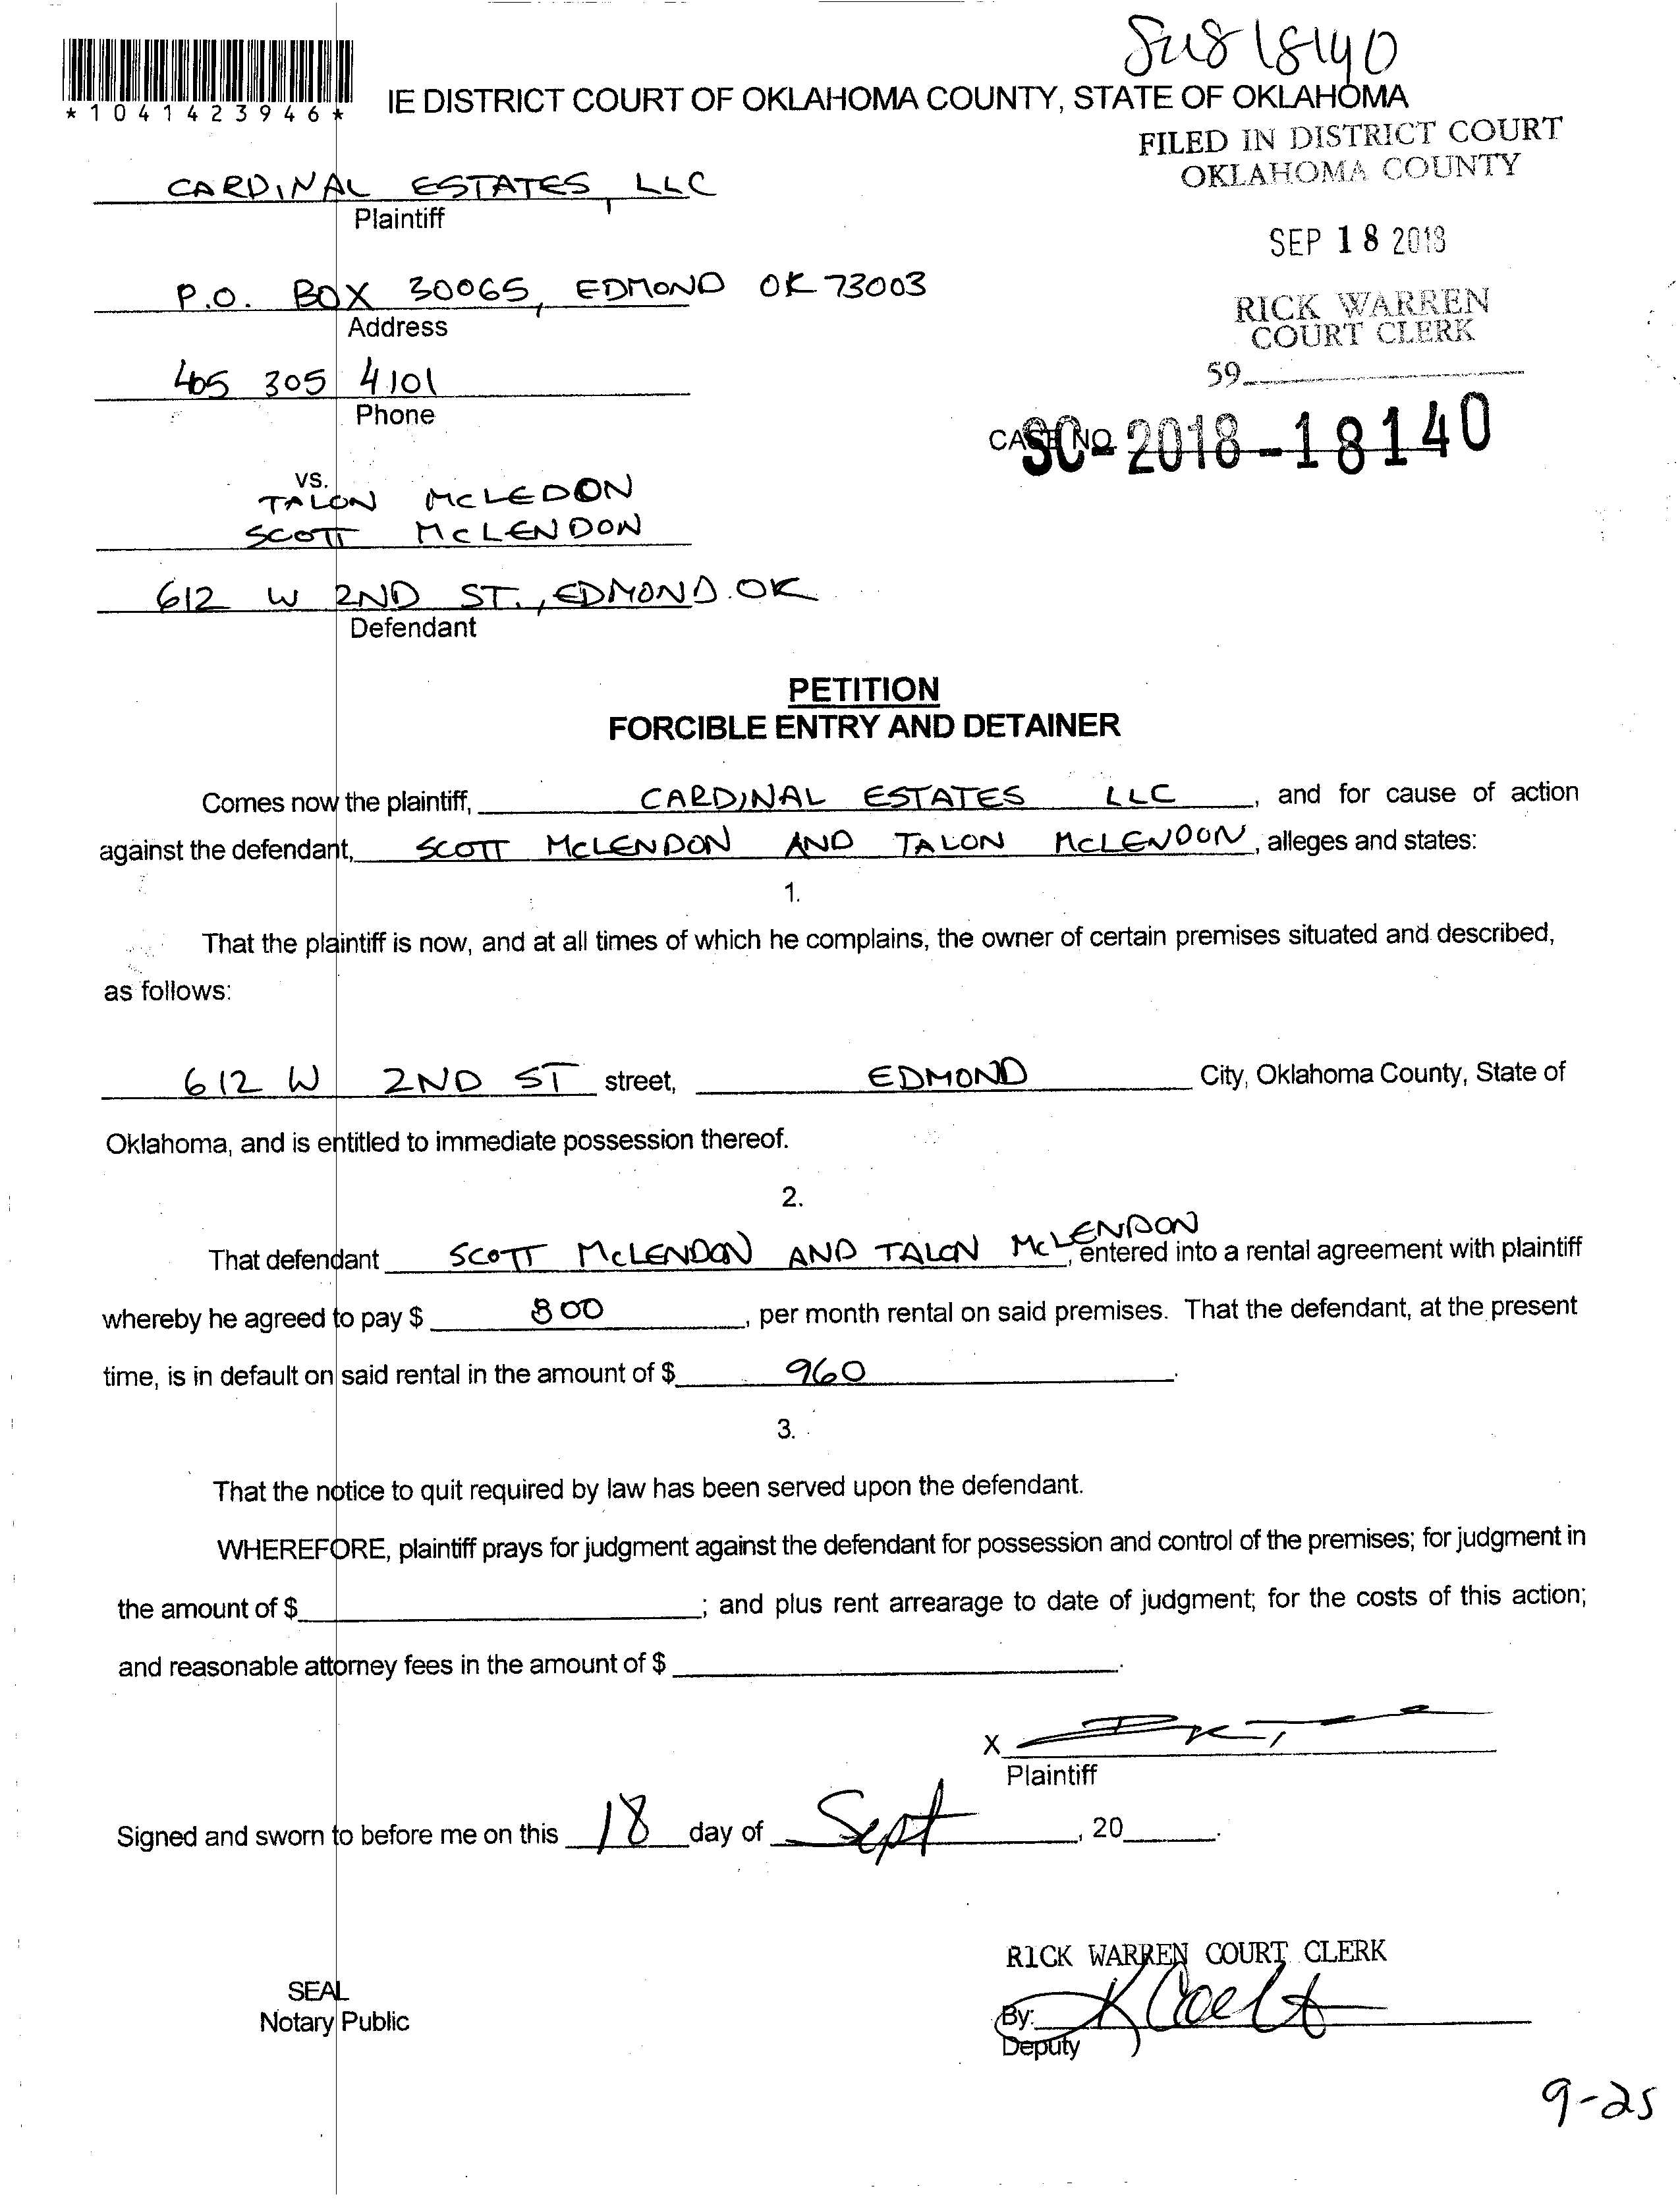 18140
*1041423946*
IE DISTRICT COURT OF OKLAHOMA COUNTY, STATE OF OKLAHOMA
FILED IN DISTRICT COURT
OKLAHOMA COUNTY
CARDINAL ESTATES, LLC
Plaintiff
SEP 18 2018
P.O. BOX 30065, EDMOND OK 73003
Address
RICK WARREN
COURT CLERK
405 305 4101
Phone
59
CASE NO. SC-2018-18140
vs.
TALON McLEDON
SCOTT McLENDON
612 W 2ND ST., EDMOND. OK
Defendant
PETITION
FORCIBLE ENTRY AND DETAINER
Comes now the plaintiff, CARDINAL ESTATES LLC, and for cause of action
against the defendant, SCOTT McLENDON AND TALON McLENDON, alleges and states:
1.
That the plaintiff is now, and at all times of which he complains, the owner of certain premises situated and described,
as follows:
612 W 2ND ST street, EDMOND City, Oklahoma County, State of
Oklahoma, and is entitled to immediate possession thereof.
2.
That defendant SCOTT McLENDON AND TALON McLENDON, entered into a rental agreement with plaintiff
whereby he agreed to pay $ 800, per month rental on said premises. That the defendant, at the present
time, is in default on said rental in the amount of $ 960.
3.
That the notice to quit required by law has been served upon the defendant.
WHEREFORE, plaintiff prays for judgment against the defendant for possession and control of the premises; for judgment in
the amount of $ ; and plus rent arrearage to date of judgment; for the costs of this action;
and reasonable attorney fees in the amount of $ .
X
Plaintiff
Signed and sworn to before me on this 18 day of Sept, 20 .
RICK WARREN COURT CLERK
SEAL
Notary Public
By:
Deputy
9-25